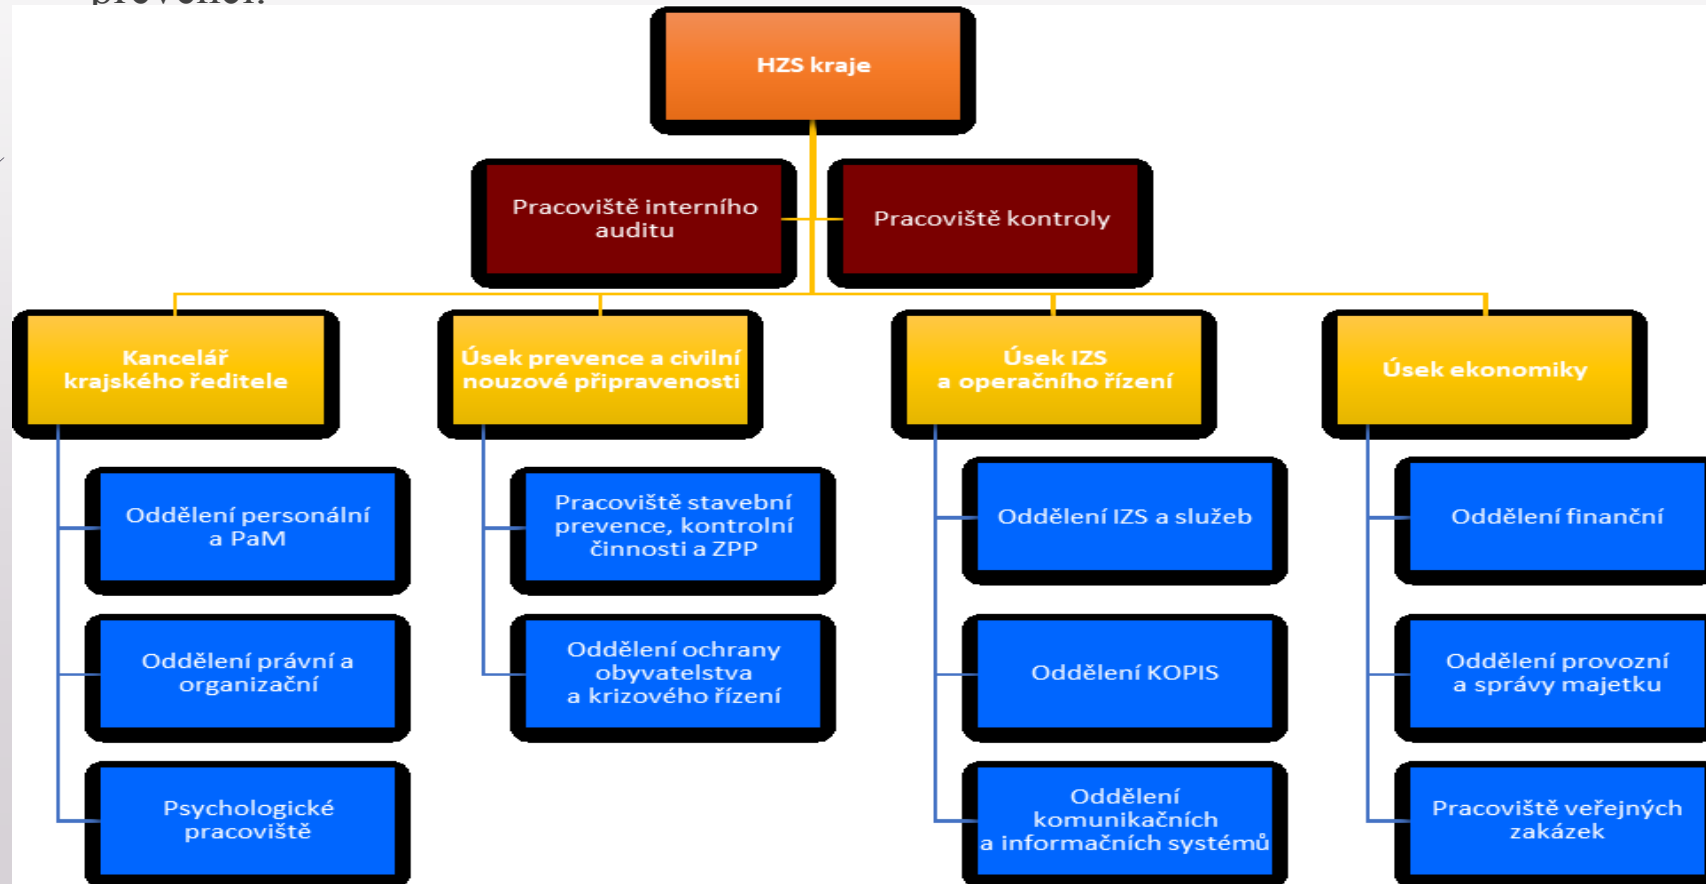 HZS kraje
Pracoviště interního
auditu
Pracoviště kontroly
Kancelář
krajského ředitele
Úsek prevence a civilní
nouzové připravenosti
Úsek IZS
a operačního řízení
Úsek ekonomiky
Oddělení personální
a PaM
Oddělení právní a
organizační
Psychologické
pracoviště
Pracoviště stavební
prevence, kontrolní
činnosti a ZPP
Oddělení ochrany
obyvatelstva
a krizového řízení
Oddělení IZS a služeb
Oddělení KOPIS
Oddělení
komunikačních
a informačních systémů
Oddělení finanční
Oddělení provozní
a správy majetku
Pracoviště veřejných
zakázek